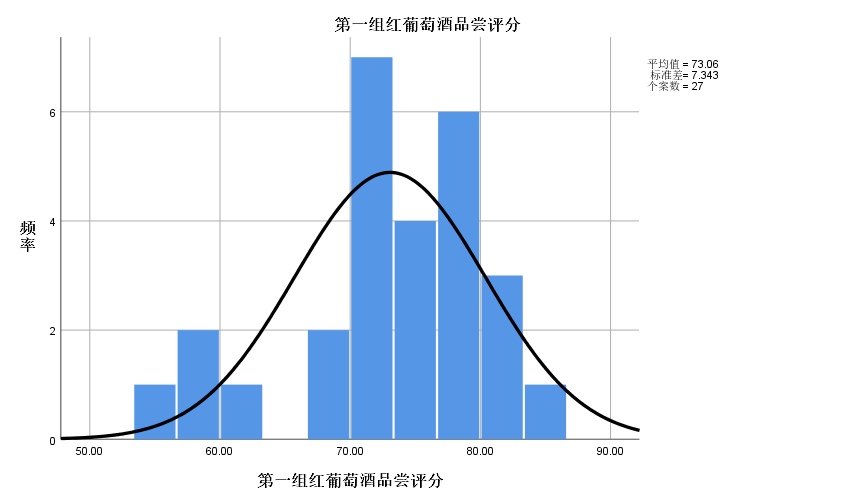 第一组红葡萄酒品尝评分
平均值 = 73.06
标准差= 7.343
个案数 = 27
频率
6
4
2
0
50.00 60.00 70.00 80.00 90.00
第一组红葡萄酒品尝评分